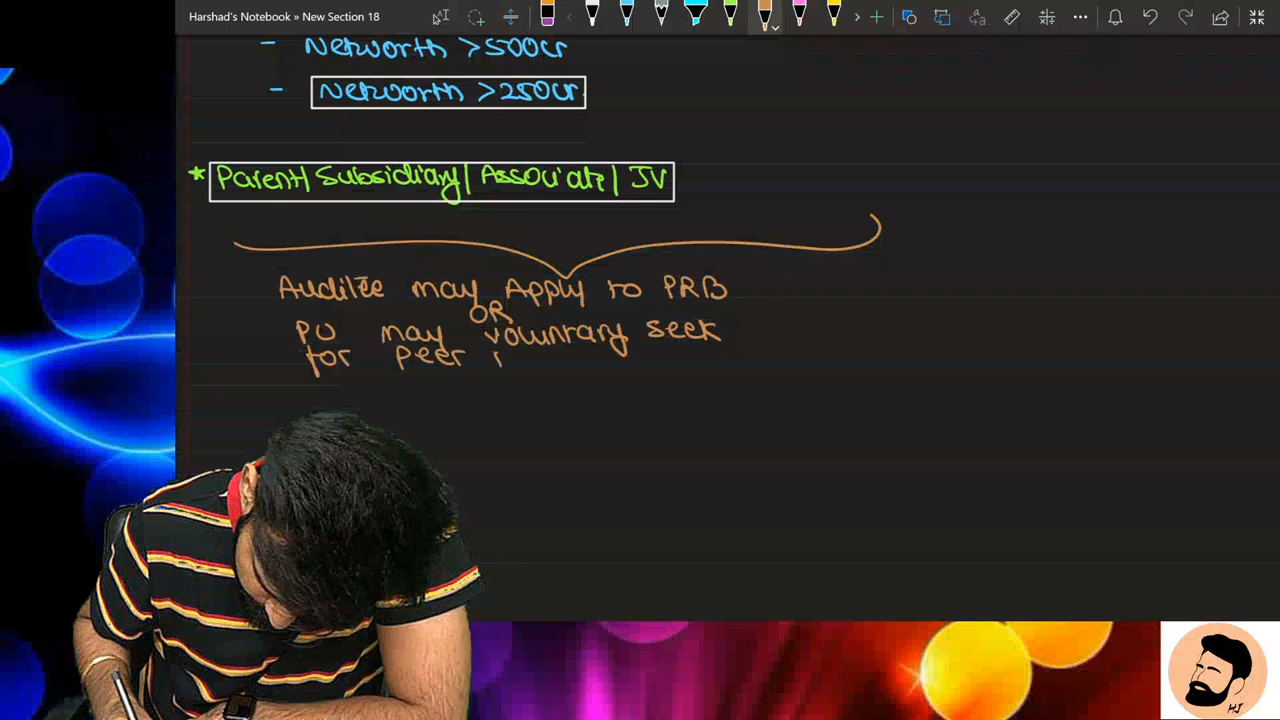 Harshad's Notebook » New Section 18
- Networth >500cr
- Networth >250cr.
* Parent/Subsidiary/Associate/JV
Auditee may Apply to PRB
OR
PU may voluntary seek
for peer r
HJ